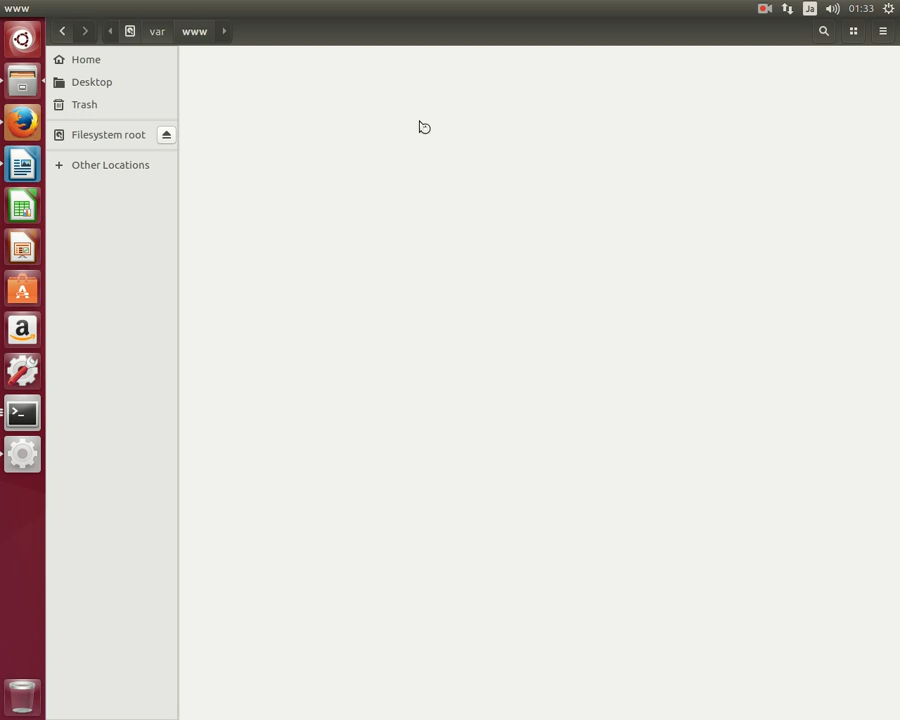 www
Ja
01:33
var
www
Home
Desktop
Trash
Filesystem root
Other Locations